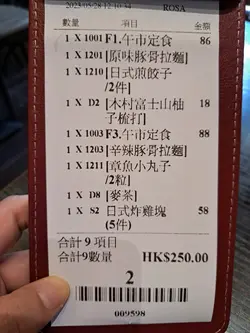 2025/05/28 12:10:54 ROSA
數量 項目 金額
1 X 1001 F1.午市定食 86
1 X 1201 [原味豚骨拉麵]
1 X 1210 [日式煎餃子
/2件]
1 X D2 [木村富士山柚
子梳打] 18
1 X 1003 F3.午市定食 88
1 X 1203 [辛辣豚骨拉麵]
1 X 1211 [章魚小丸子
/2粒]
1 X D8 [麥茶]
1 X S2 日式炸雞塊 58
(5件)
合計 9 項目
合計9數量 HK$250.00
2
009598